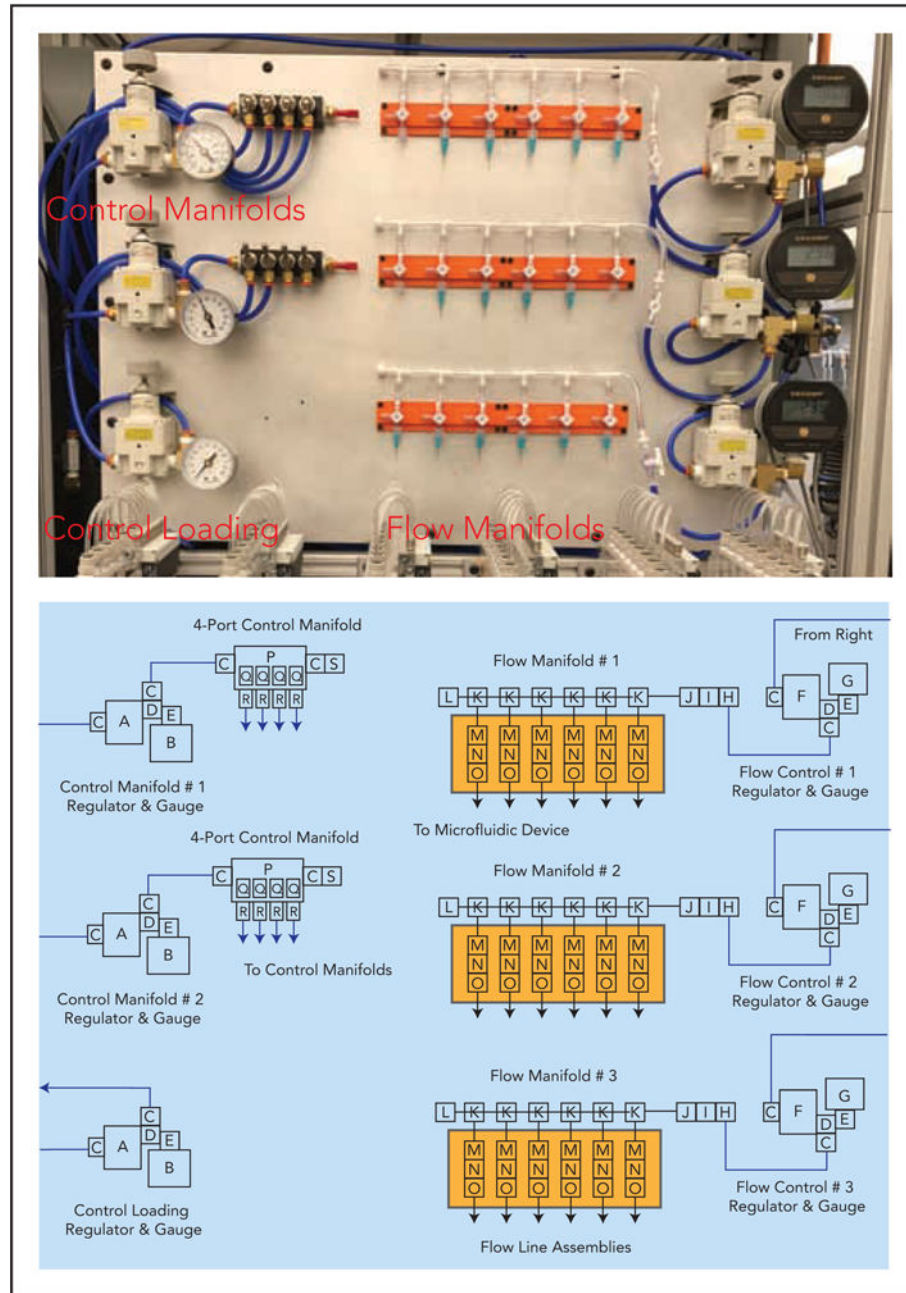 Control Manifolds
Control Loading
Flow Manifolds
4-Port Control Manifold
C P C S
Q Q Q Q
R R R R
C
C A D E
B
Control Manifold # 1
Regulator & Gauge
Flow Manifold # 1
L K K K K K K J I H
M M M M M M
N N N N N N
O O O O O O
To Microfluidic Device
From Right
C F G
D E
C
Flow Control # 1
Regulator & Gauge
4-Port Control Manifold
C P C S
Q Q Q Q
R R R R
C
C A D E
B
To Control Manifolds
Control Manifold # 2
Regulator & Gauge
Flow Manifold # 2
L K K K K K K J I H
M M M M M M
N N N N N N
O O O O O O
C F G
D E
C
Flow Control # 2
Regulator & Gauge
C
C A D E
B
Control Loading
Regulator & Gauge
Flow Manifold # 3
L K K K K K K J I H
M M M M M M
N N N N N N
O O O O O O
Flow Line Assemblies
C F G
D E
C
Flow Control # 3
Regulator & Gauge